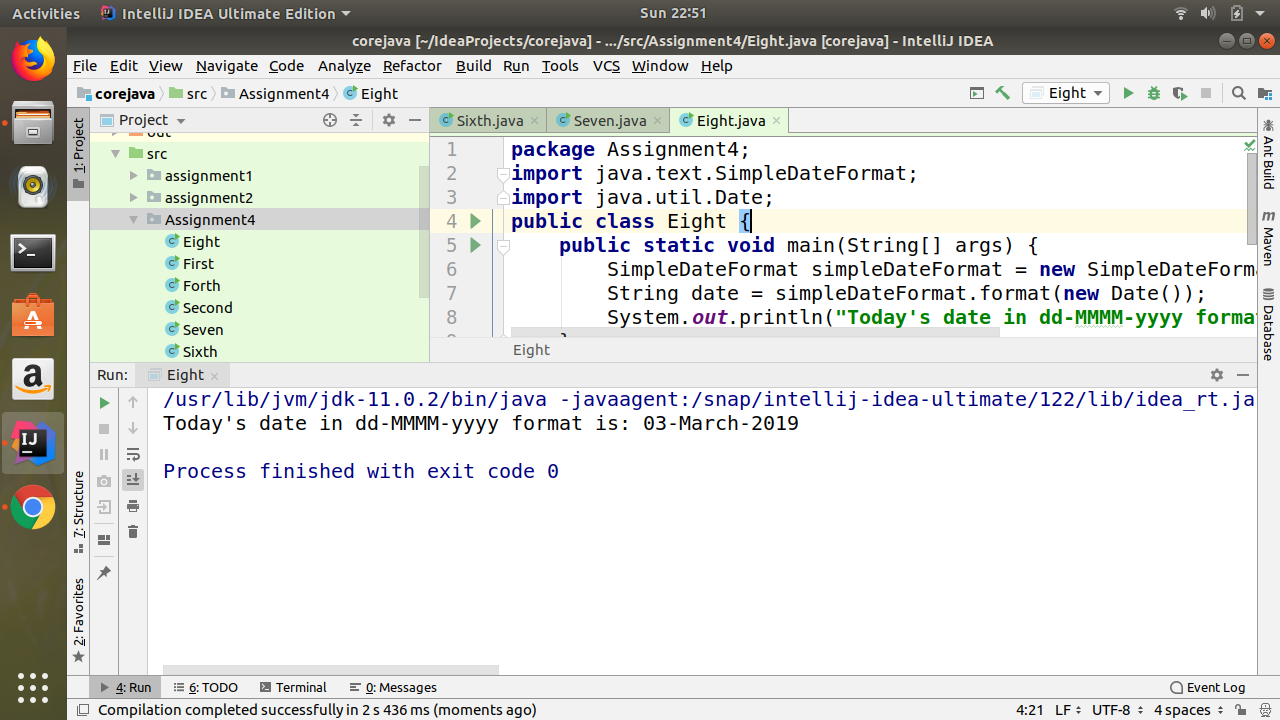 Activities IntelliJ IDEA Ultimate Edition Sun 22:51
corejava [~/IdeaProjects/corejava] - .../src/Assignment4/Eight.java [corejava] - IntelliJ IDEA
File Edit View Navigate Code Analyze Refactor Build Run Tools VCS Window Help
corejava src Assignment4 Eight Eight
1: Project
Project
out
src
assignment1
assignment2
Assignment4
Eight
First
Forth
Second
Seven
Sixth
Sixth.java Seven.java Eight.java
1 package Assignment4;
2 import java.text.SimpleDateFormat;
3 import java.util.Date;
4 public class Eight {
5 public static void main(String[] args) {
6 SimpleDateFormat simpleDateFormat = new SimpleDateForma
7 String date = simpleDateFormat.format(new Date());
8 System.out.println("Today's date in dd-MMMM-yyyy format
9 }
Eight
Ant Build
Maven
Database
Run: Eight
/usr/lib/jvm/jdk-11.0.2/bin/java -javaagent:/snap/intellij-idea-ultimate/122/lib/idea_rt.ja
Today's date in dd-MMMM-yyyy format is: 03-March-2019
Process finished with exit code 0
7: Structure
2: Favorites
4: Run 6: TODO Terminal 0: Messages Event Log
Compilation completed successfully in 2 s 436 ms (moments ago) 4:21 LF UTF-8 4 spaces